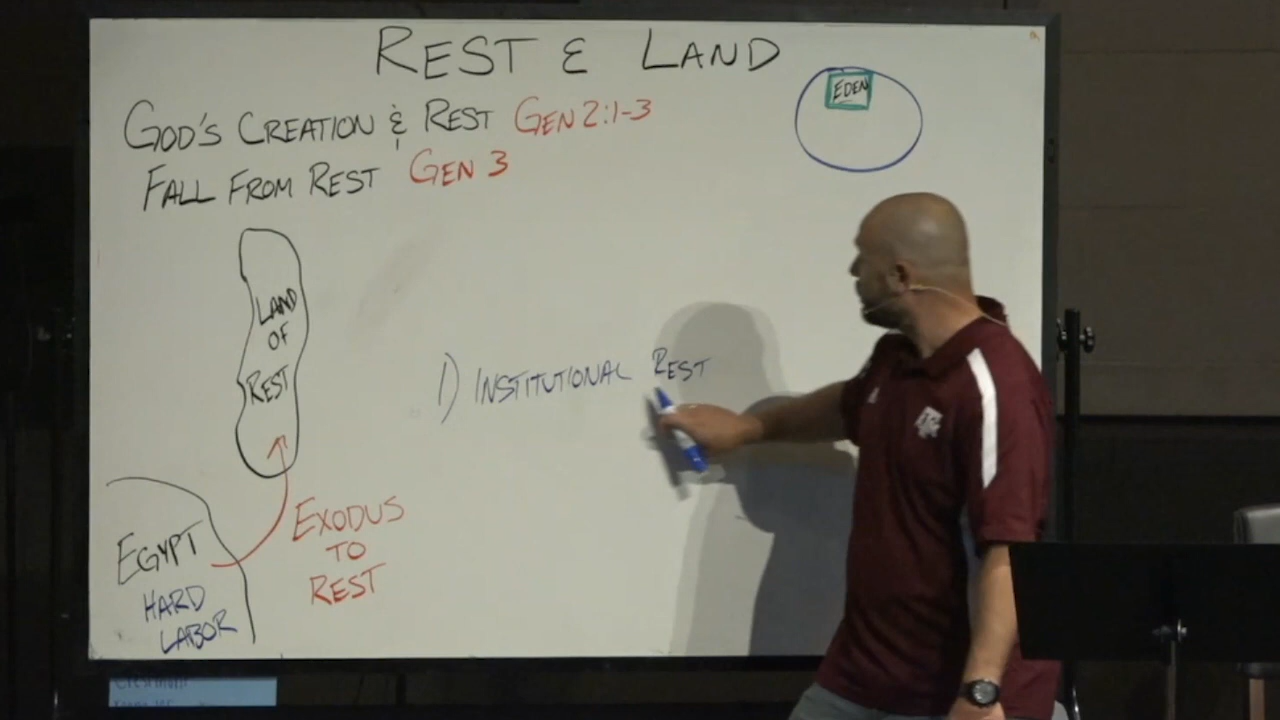 REST & LAND
EDEN
GOD'S CREATION & REST GEN 2:1-3
FALL FROM REST GEN 3
LAND
OF
REST
1) INSTITUTIONAL REST
EGYPT
HARD
LABOR
EXODUS
TO
REST